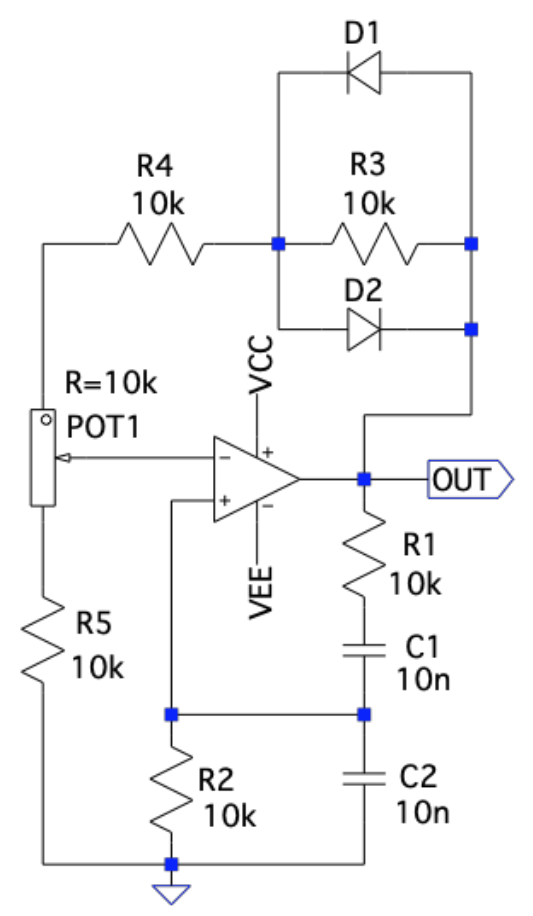 D1
R4
10k
R3
10k
D2
VCC
R=10k
POT1
−
+
+
−
OUT
VEE
R1
10k
C1
10n
R5
10k
R2
10k
C2
10n